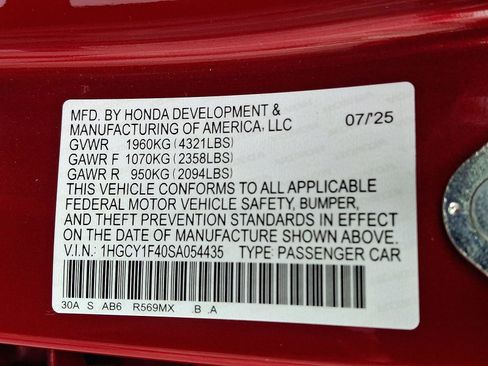 MFD. BY HONDA DEVELOPMENT &
MANUFACTURING OF AMERICA, LLC 07/'25
GVWR 1960KG (4321LBS)
GAWR F 1070KG (2358LBS)
GAWR R 950KG (2094LBS)
THIS VEHICLE CONFORMS TO ALL APPLICABLE
FEDERAL MOTOR VEHICLE SAFETY, BUMPER,
AND THEFT PREVENTION STANDARDS IN EFFECT
ON THE DATE OF MANUFACTURE SHOWN ABOVE.
V.I.N.: 1HGCY1F40SA054435 TYPE: PASSENGER CAR
30A S AB6 R569MX .B .A